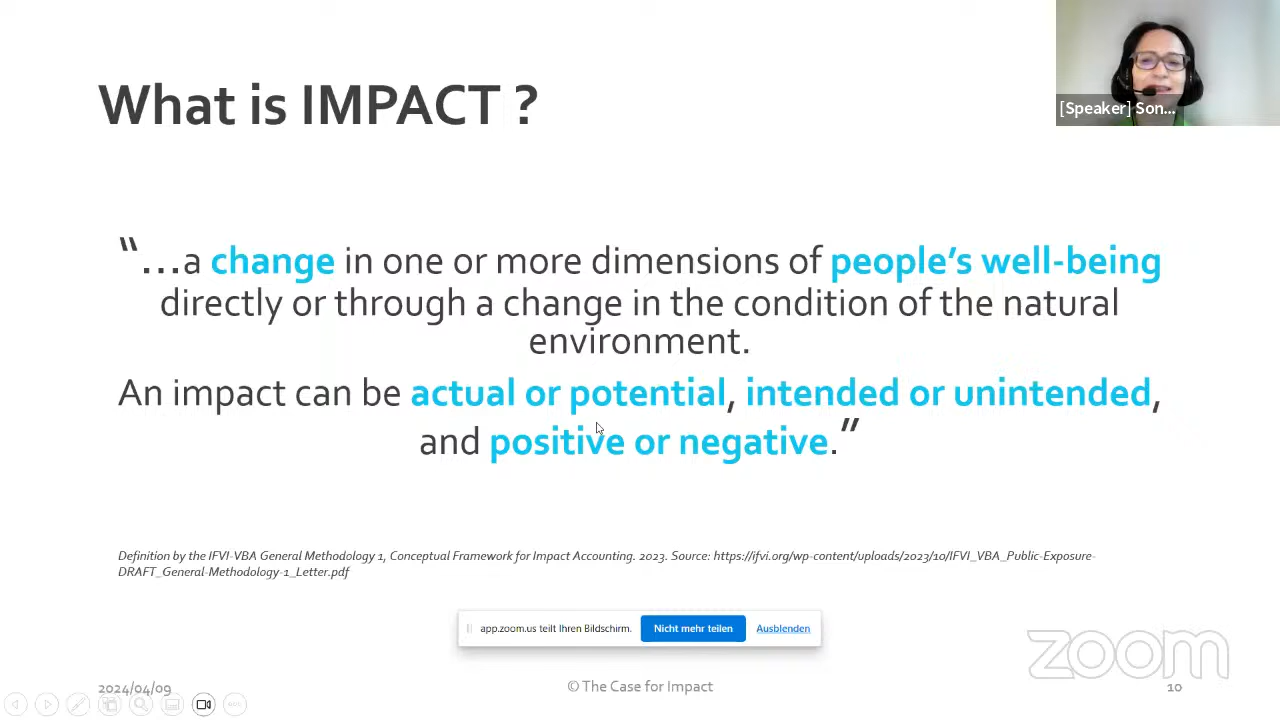 What is IMPACT ?
[Speaker] Son...
“...a change in one or more dimensions of people’s well-being
directly or through a change in the condition of the natural
environment.
An impact can be actual or potential, intended or unintended,
and positive or negative.”
Definition by the IFVI-VBA General Methodology 1, Conceptual Framework for Impact Accounting. 2023. Source: https://ifvi.org/wp-content/uploads/2023/10/IFVI_VBA_Public-Exposure-
DRAFT_General-Methodology-1_Letter.pdf
app.zoom.us teilt Ihren Bildschirm. Nicht mehr teilen Ausblenden
zoom
2024/04/09 © The Case for Impact 10